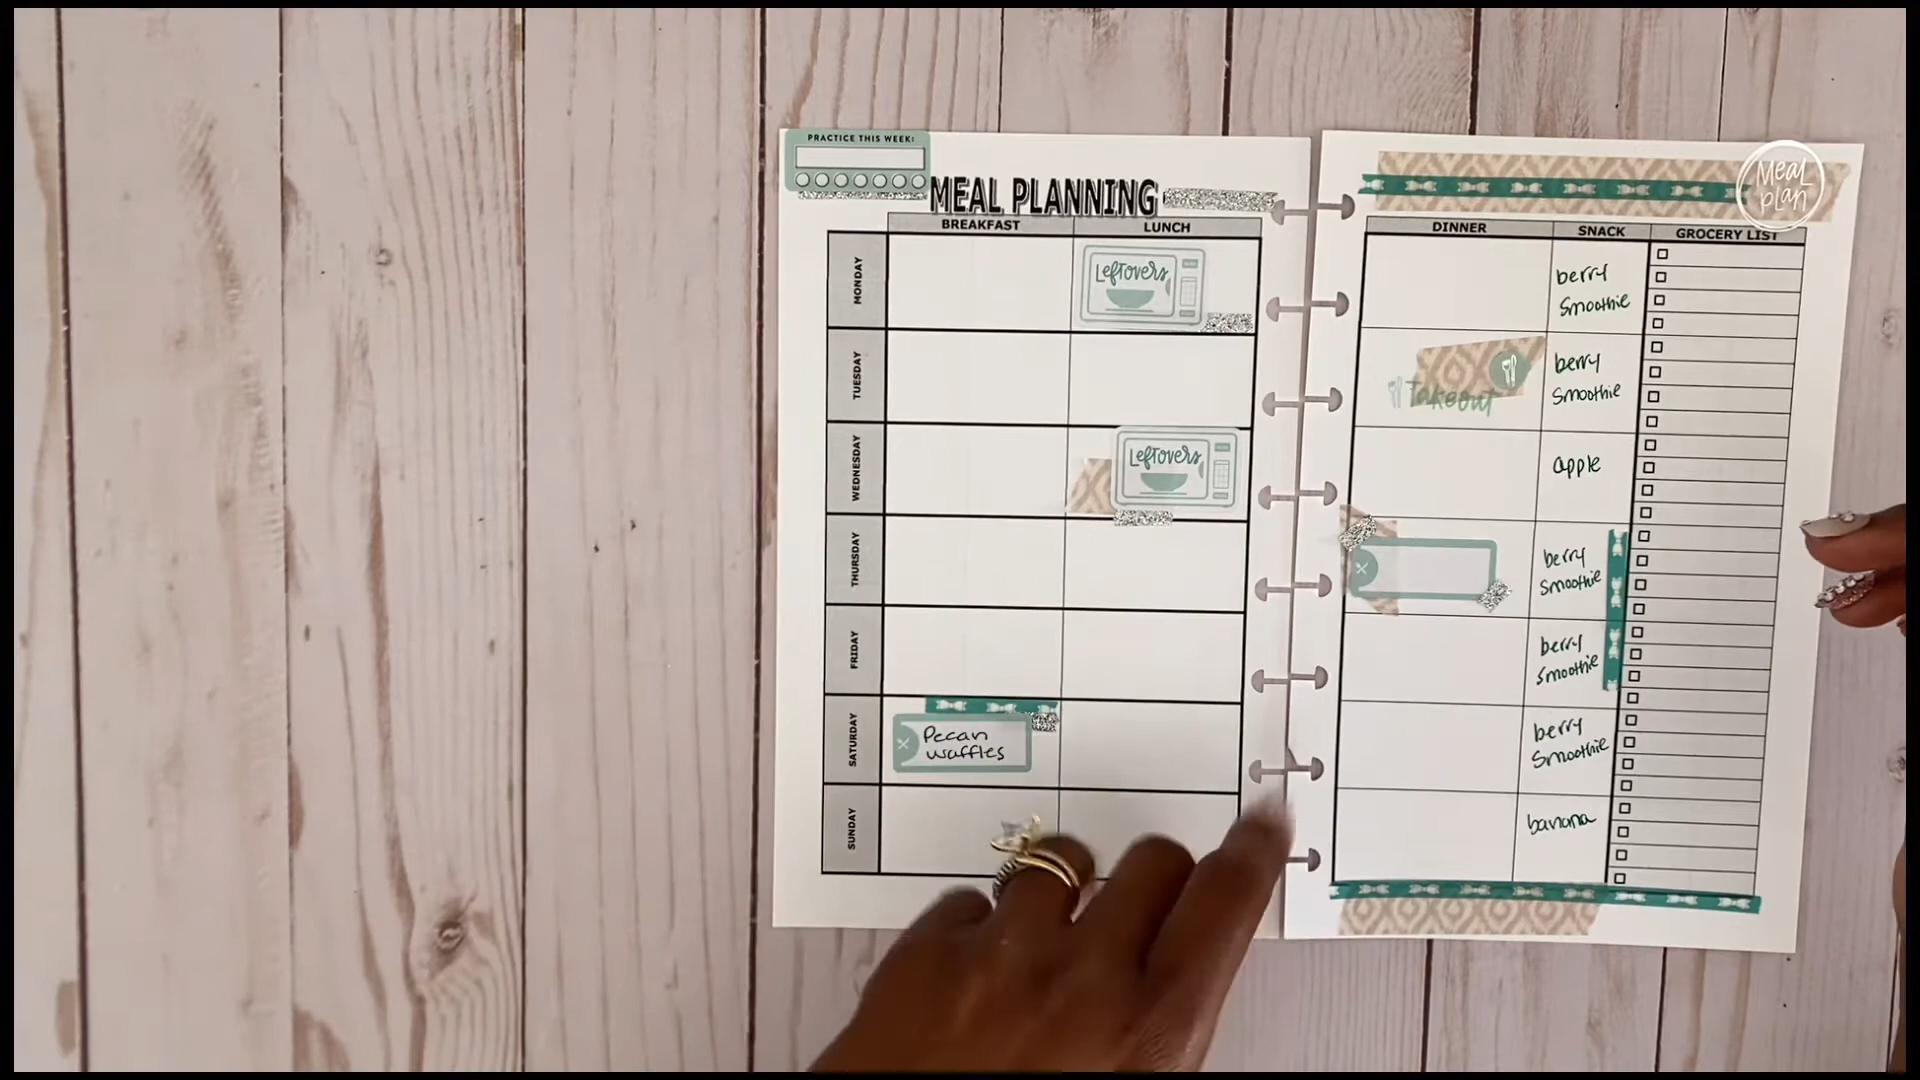 PRACTICE THIS WEEK:
MEAL PLANNING
BREAKFAST
LUNCH
MONDAY
Leftovers
TUESDAY
WEDNESDAY
Leftovers
THURSDAY
FRIDAY
SATURDAY
Pecan
waffles
SUNDAY
Meal
plan
DINNER
SNACK
GROCERY LIST
berry
Smoothie
Takeout
berry
Smoothie
apple
berry
Smoothie
berry
Smoothie
berry
Smoothie
banana